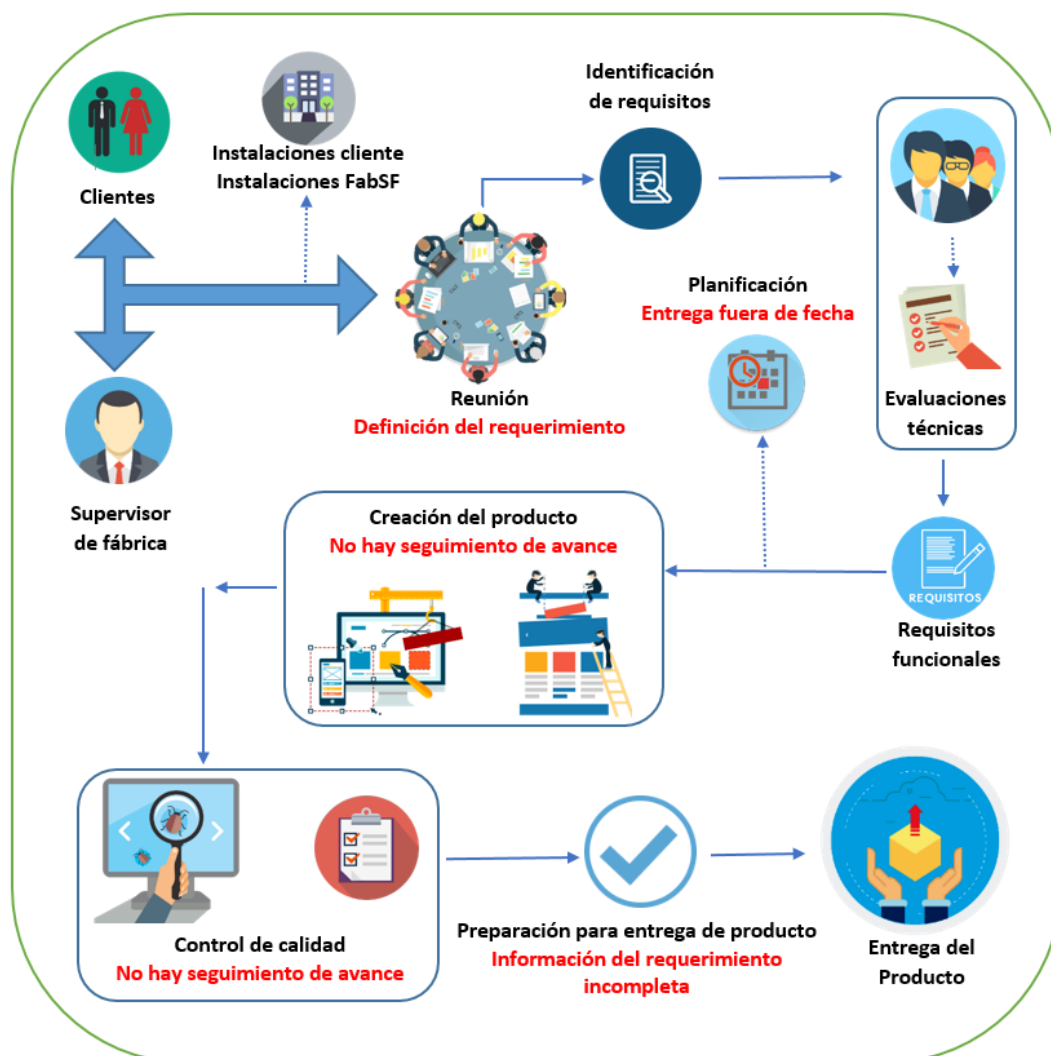 Clientes
Instalaciones cliente
Instalaciones FabSF
Identificación
de requisitos
Supervisor
de fábrica
Reunión
Definición del requerimiento
Planificación
Entrega fuera de fecha
Evaluaciones
técnicas
REQUISITOS
Requisitos
funcionales
Creación del producto
No hay seguimiento de avance
Control de calidad
No hay seguimiento de avance
Preparación para entrega de producto
Información del requerimiento
incompleta
Entrega del
Producto